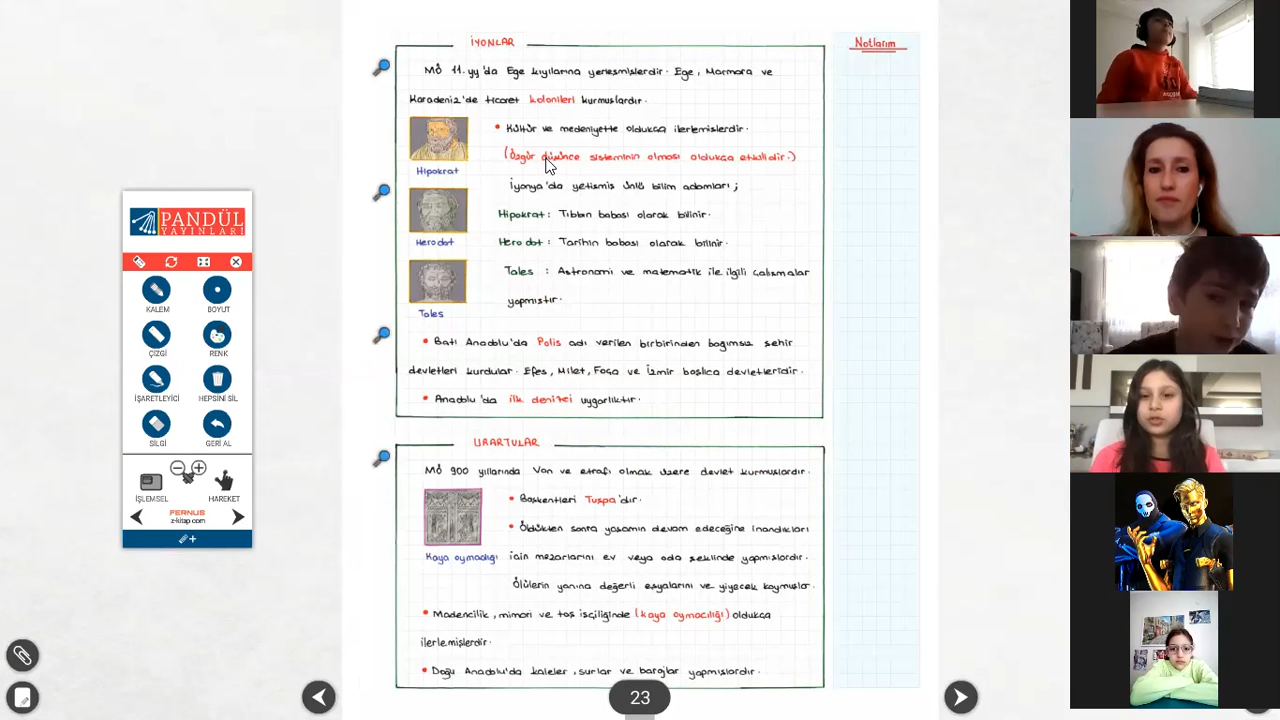 İYONLAR
Notlarım
MÖ 11.yy'da Ege kıyılarına yerleşmişlerdir. Ege, Marmara ve
Karadeniz'de ticaret kolonileri kurmuşlardır.
• Kültür ve medeniyette oldukça ilerlemişlerdir.
(Özgür düşünce sisteminin olması oldukça etkilidir.)
Hipokrat
İyonya'da yetişmiş ünlü bilim adamları;
Hipokrat: Tıbbın babası olarak bilinir.
Herodot
Herodot: Tarihin babası olarak bilinir.
Tales : Astronomi ve matematik ile ilgili çalışmalar
yapmıştır.
Tales
• Batı Anadolu'da Polis adı verilen birbirinden bağımsız şehir
devletleri kurdular. Efes, Milet, Foça ve İzmir başlıca devletleridir.
• Anadolu'da ilk denizci uygarlıktır.
URARTULAR
MÖ 900 yıllarında Van ve etrafı olmak üzere devlet kurmuşlardır.
• Başkentleri Tuşpa'dır.
• Öldükten sonra yaşamın devam edeceğine inandıkları
Kaya oymacılığı
için mezarlarını ev veya oda şeklinde yapmışlardır.
Ölülerin yanına değerli eşyalarını ve yiyecek koymuşlar.
• Madencilik, mimari ve taş işçiliğinde (kaya oymacılığı) oldukça
ilerlemişlerdir.
• Doğu Anadolu'da kaleler, surlar ve barajlar yapmışlardır.
23
PANDÜL
YAYINLARI
KALEM
BOYUT
ÇİZGİ
RENK
İŞARETLEYİCİ
HEPSİNİ SİL
SİLGİ
GERİ AL
İŞLEMSEL
HAREKET
FERNUS
z-kitap.com